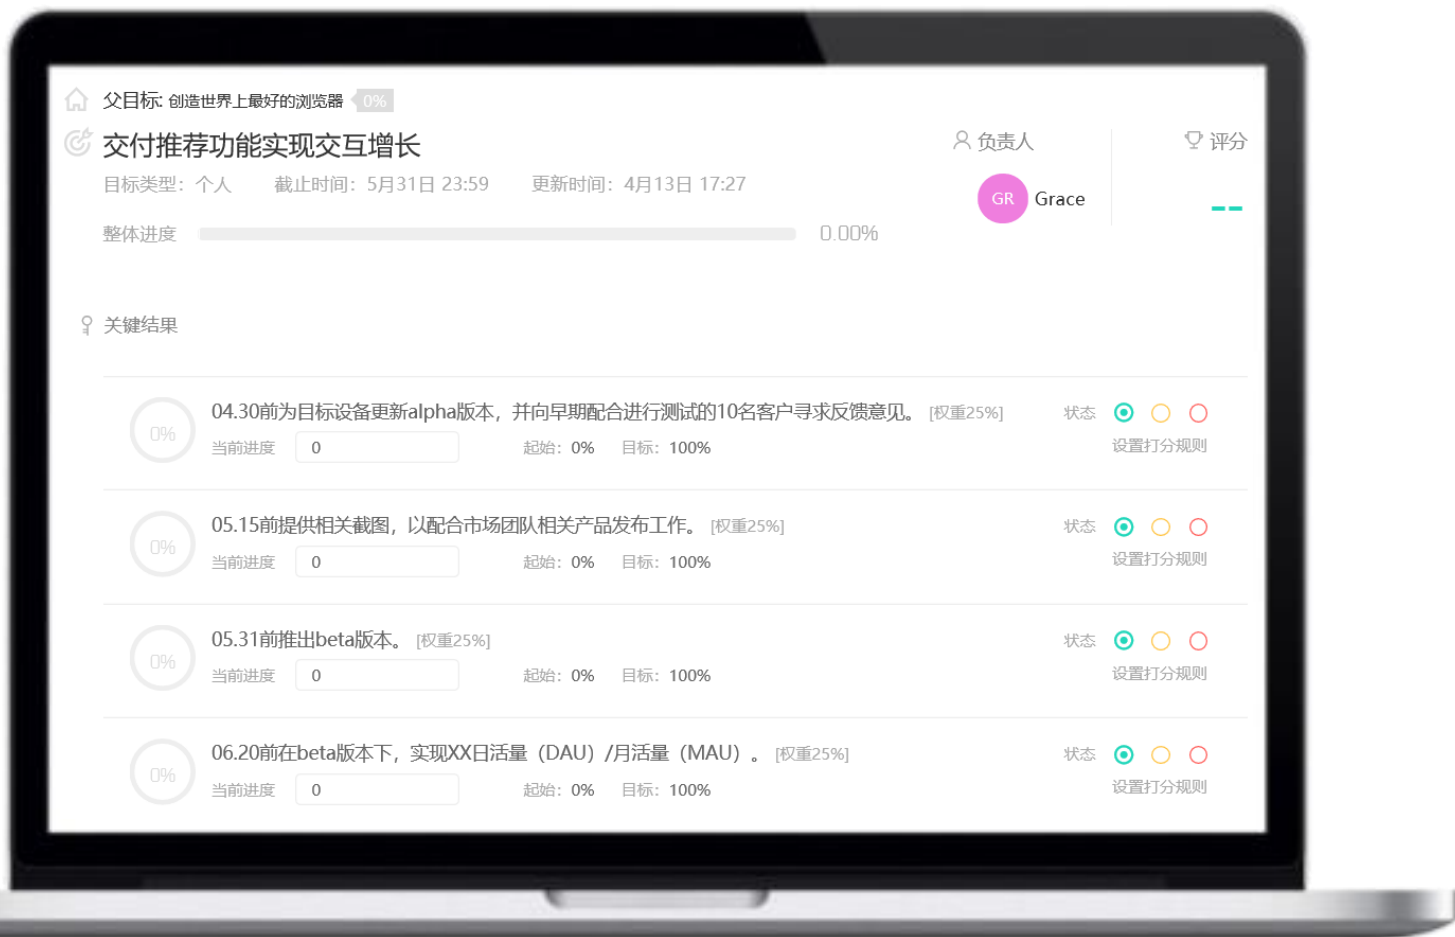 父目标: 创造世界上最好的浏览器 0%
交付推荐功能实现交互增长
负责人
评分
目标类型：个人 截止时间：5月31日 23:59 更新时间：4月13日 17:27
GR Grace
--
整体进度 0.00%
关键结果
0%
04.30前为目标设备更新alpha版本，并向早期配合进行测试的10名客户寻求反馈意见。 [权重25%] 状态
当前进度 0 起始：0% 目标：100% 设置打分规则
0%
05.15前提供相关截图，以配合市场团队相关产品发布工作。 [权重25%] 状态
当前进度 0 起始：0% 目标：100% 设置打分规则
0%
05.31前推出beta版本。 [权重25%] 状态
当前进度 0 起始：0% 目标：100% 设置打分规则
0%
06.20前在beta版本下，实现XX日活量（DAU）/月活量（MAU）。 [权重25%] 状态
当前进度 0 起始：0% 目标：100% 设置打分规则